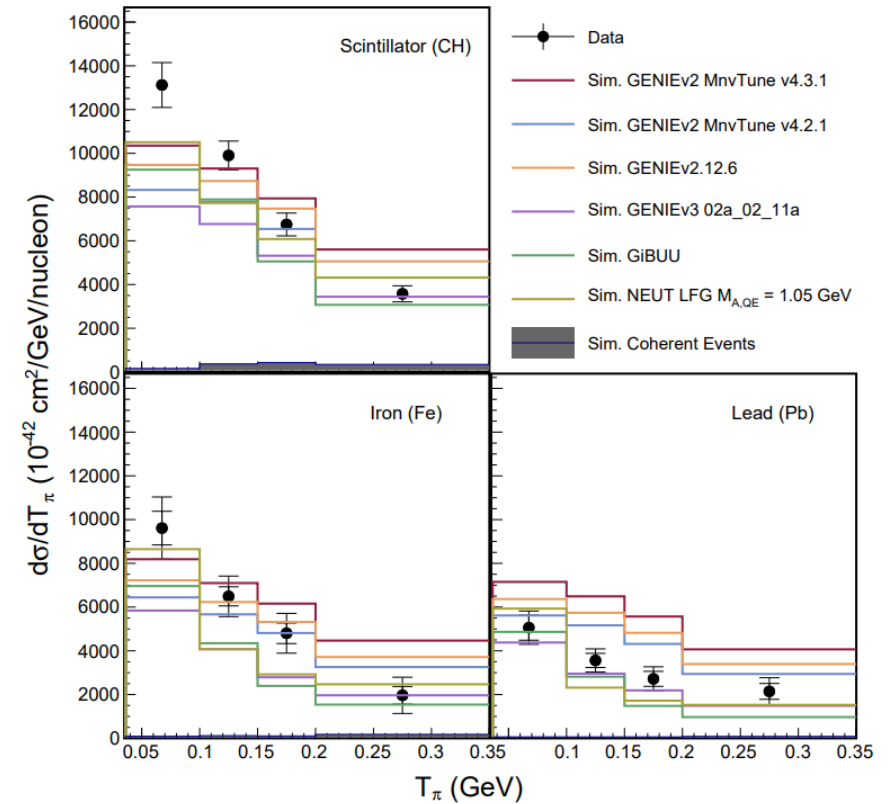 16000
14000
12000
10000
8000
6000
4000
2000
0
Scintillator (CH)
Data
Sim. GENIEv2 MnvTune v4.3.1
Sim. GENIEv2 MnvTune v4.2.1
Sim. GENIEv2.12.6
Sim. GENIEv3 02a_02_11a
Sim. GiBUU
Sim. NEUT LFG M_A,QE = 1.05 GeV
Sim. Coherent Events
dσ/dT_π (10^-42 cm^2/GeV/nucleon)
16000
14000
12000
10000
8000
6000
4000
2000
0
Iron (Fe)
Lead (Pb)
0.05 0.1 0.15 0.2 0.25 0.3 0.35 0.1 0.15 0.2 0.25 0.3 0.35
T_π (GeV)